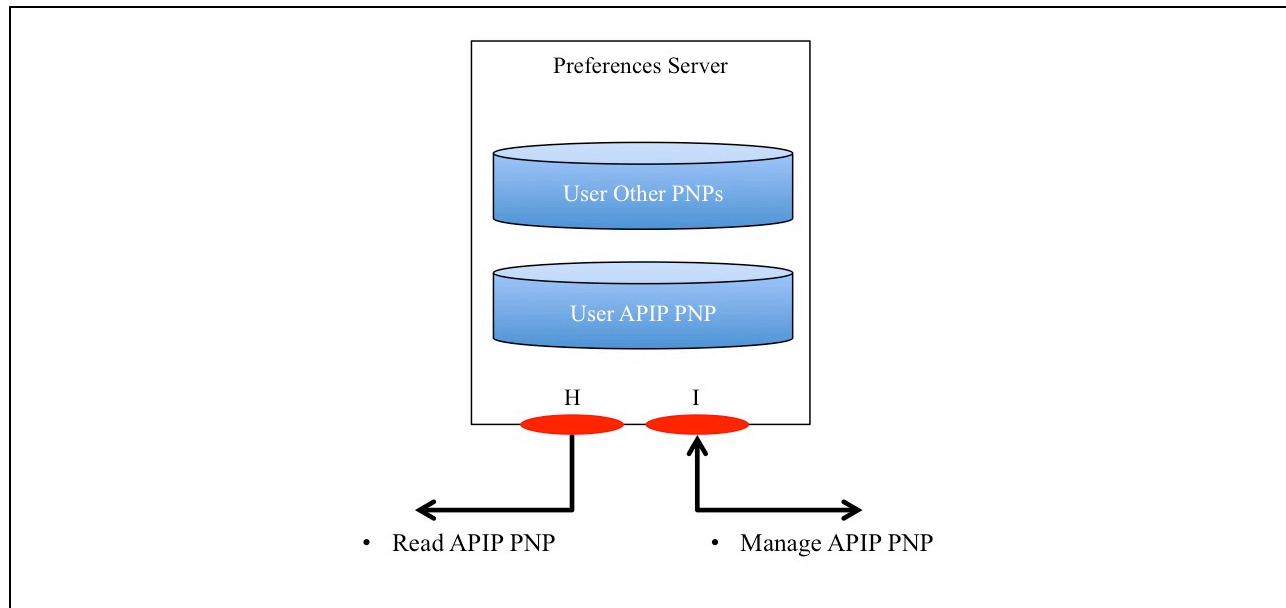 Preferences Server
User Other PNPs
User APIP PNP
H I
• Read APIP PNP • Manage APIP PNP